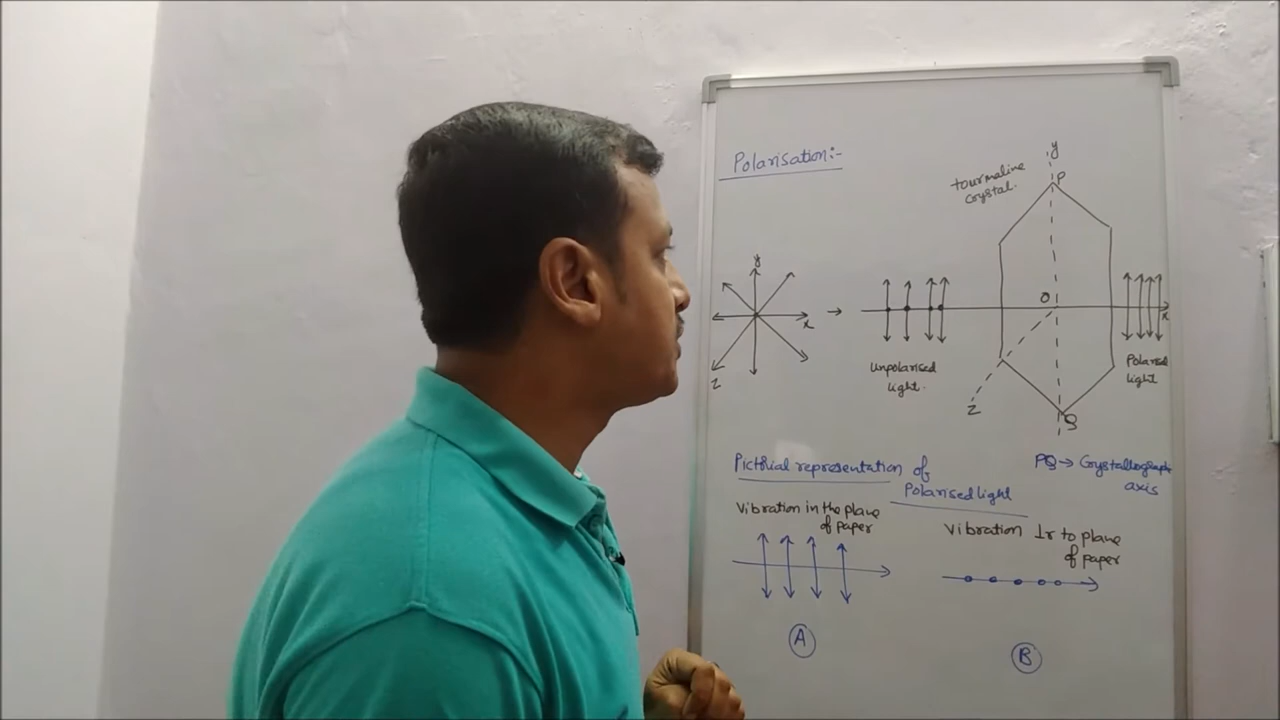 Polarisation:-
y
x
z
tourmaline
crystal.
y
P
O
x
z
Q
Unpolarised
light.
Polarised
light
PQ → Crystallographic
axis
Pictorial representation of
Polarised light
Vibration in the plane
of paper
A
Vibration ⊥r to plane
of paper
B